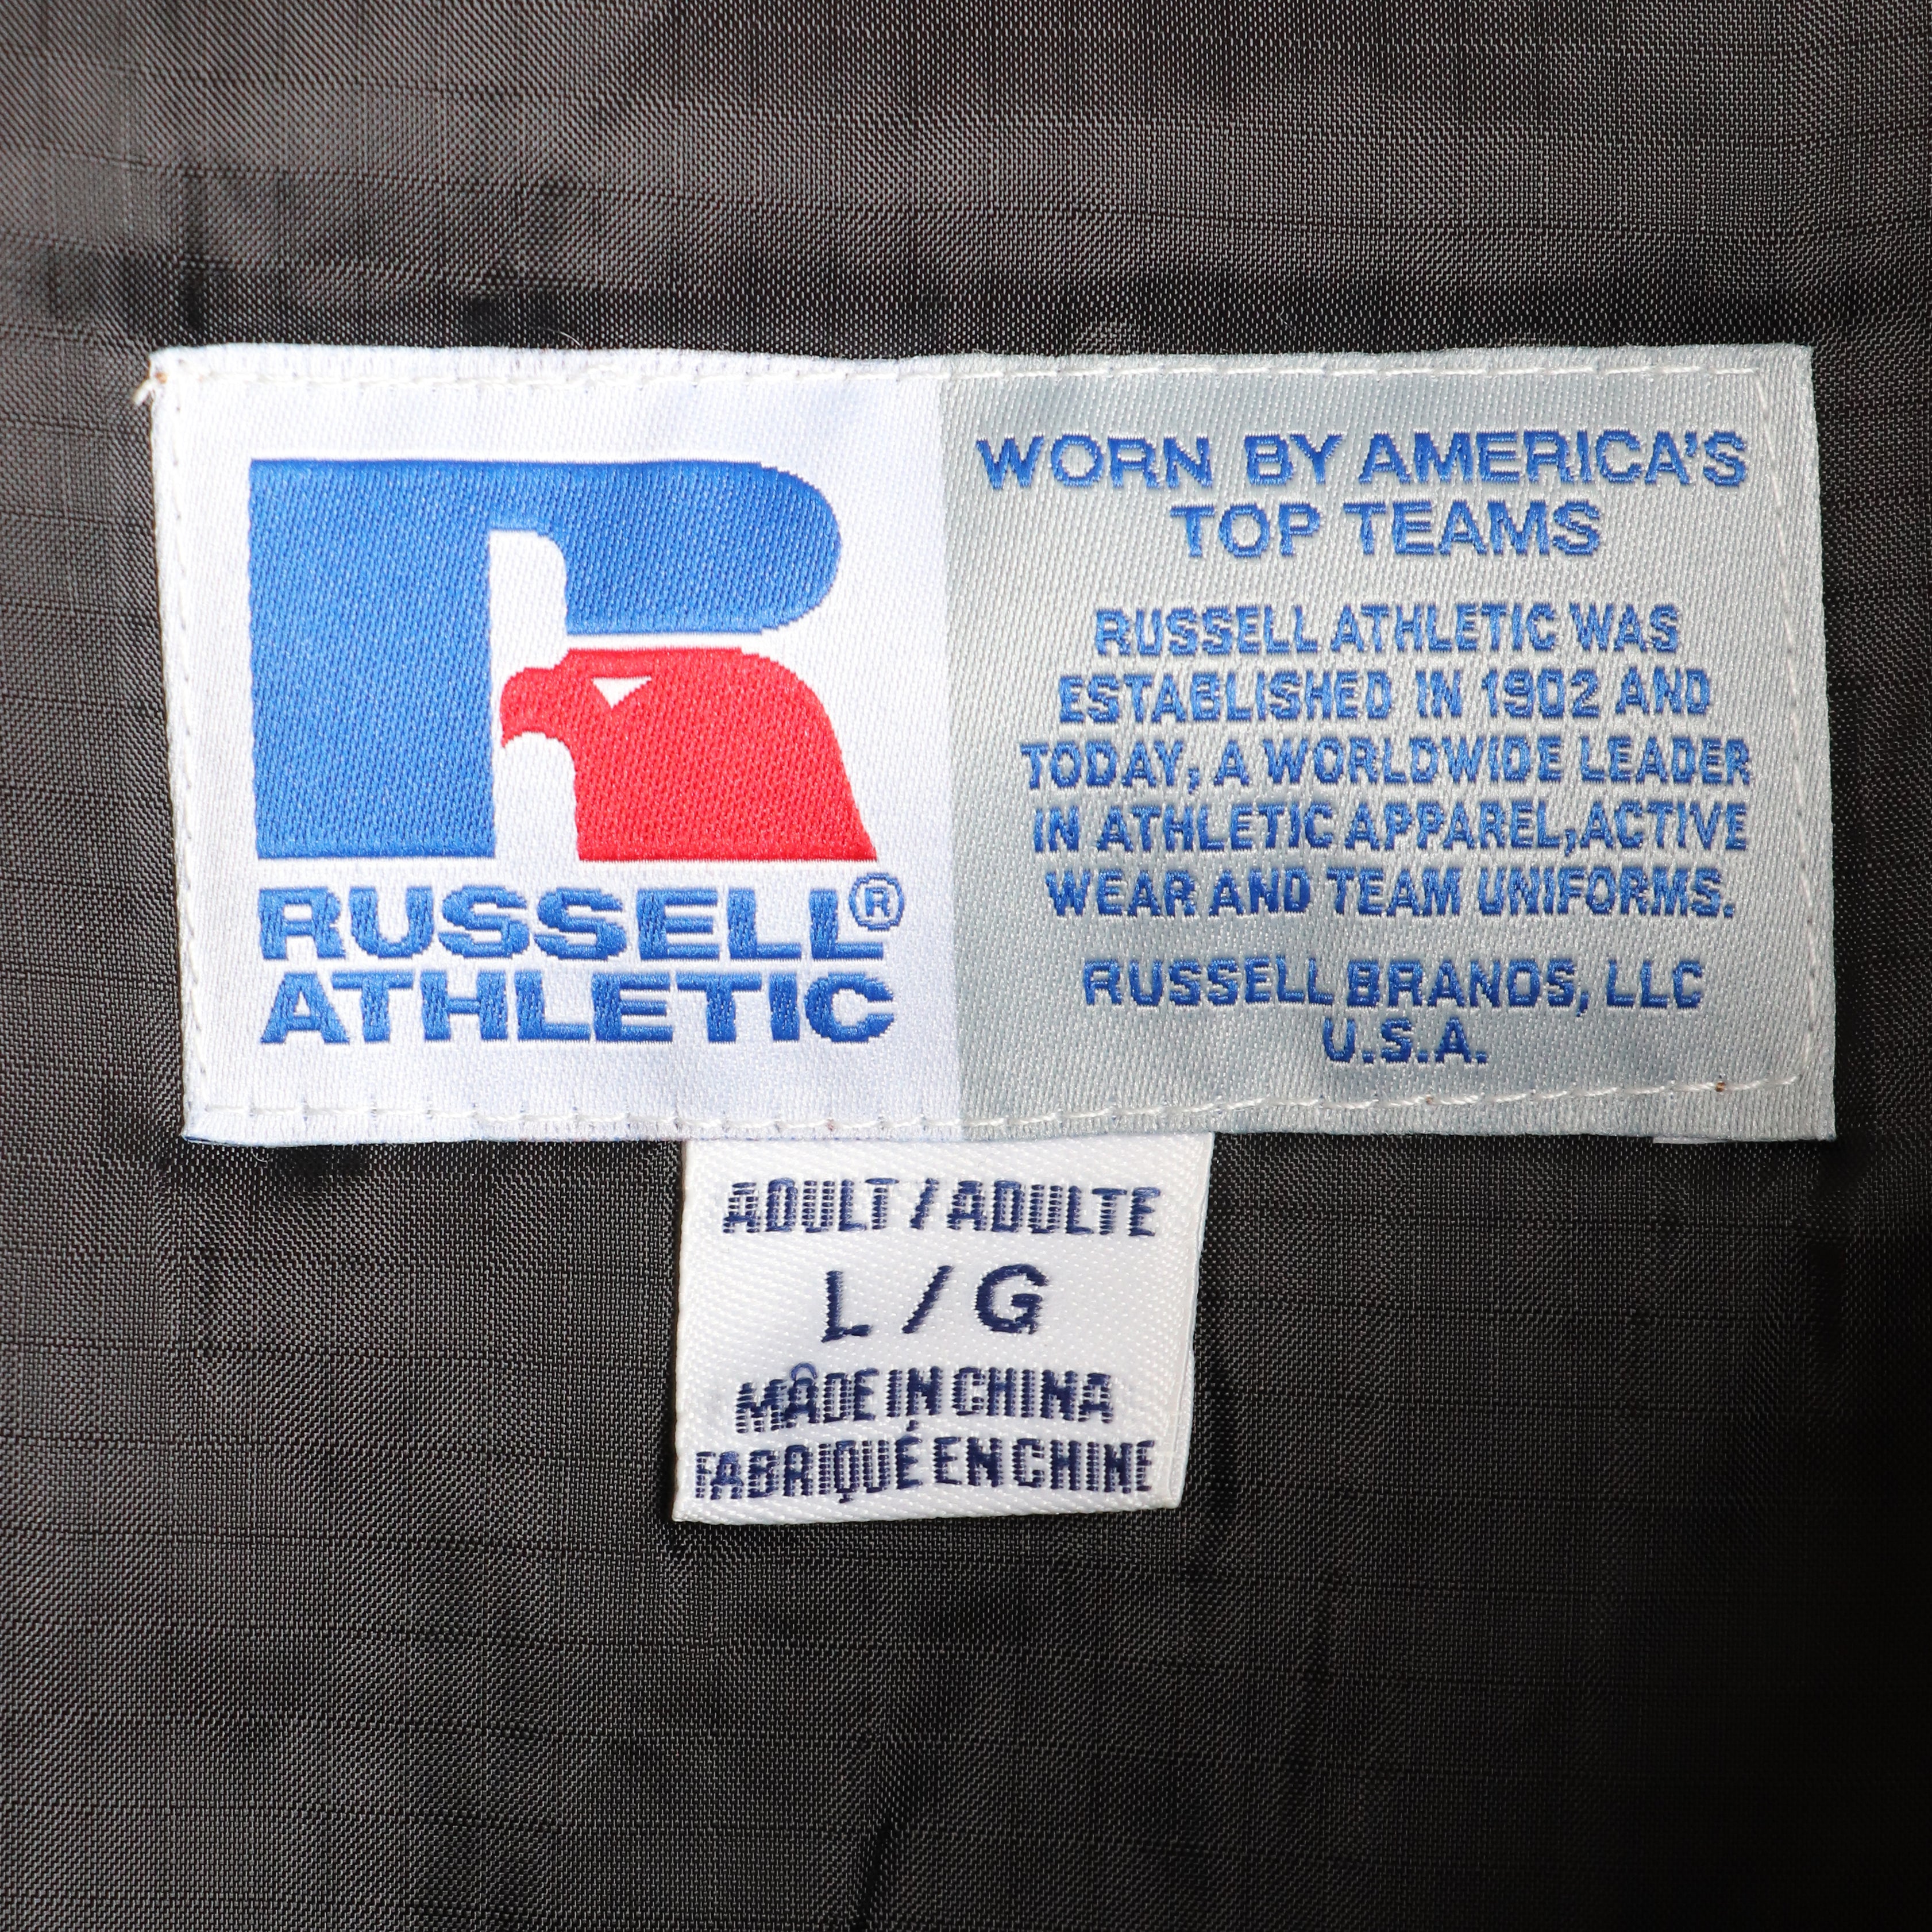 RUSSELL®
ATHLETIC
WORN BY AMERICA'S
TOP TEAMS
RUSSELL ATHLETIC WAS
ESTABLISHED IN 1902 AND
TODAY, A WORLDWIDE LEADER
IN ATHLETIC APPAREL, ACTIVE
WEAR AND TEAM UNIFORMS.
RUSSELL BRANDS, LLC
U.S.A.
ADULT / ADULTE
L / G
MADE IN CHINA
FABRIQUÉ EN CHINE